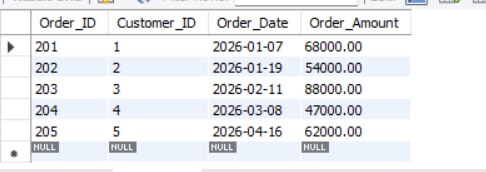 Order_ID Customer_ID Order_Date Order_Amount
201 1 2026-01-07 68000.00
202 2 2026-01-19 54000.00
203 3 2026-02-11 88000.00
204 4 2026-03-08 47000.00
205 5 2026-04-16 62000.00
NULL NULL NULL NULL